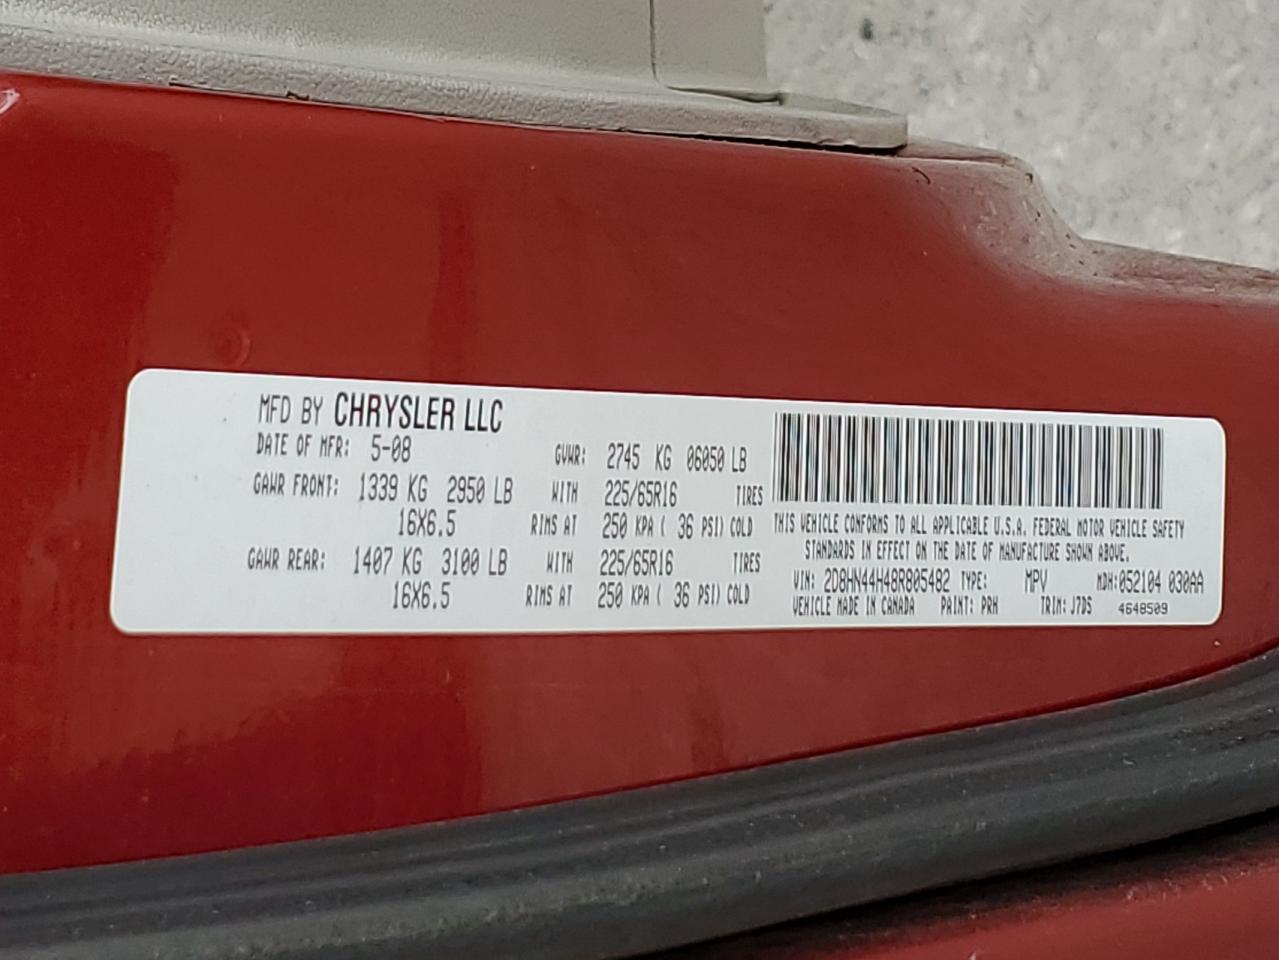 MFD BY CHRYSLER LLC
DATE OF MFR: 5-08 GVWR: 2745 KG 06050 LB
GAWR FRONT: 1339 KG 2950 LB WITH 225/65R16 TIRES
16X6.5 RIMS AT 250 KPA ( 36 PSI) COLD
GAWR REAR: 1407 KG 3100 LB WITH 225/65R16 TIRES
16X6.5 RIMS AT 250 KPA ( 36 PSI) COLD
THIS VEHICLE CONFORMS TO ALL APPLICABLE U.S.A. FEDERAL MOTOR VEHICLE SAFETY
STANDARDS IN EFFECT ON THE DATE OF MANUFACTURE SHOWN ABOVE.
VIN: 2D8HN44H48R805482 TYPE: MPV MDH:052104 030AA
VEHICLE MADE IN CANADA PAINT: PRH TRIM: J7D5 4648509